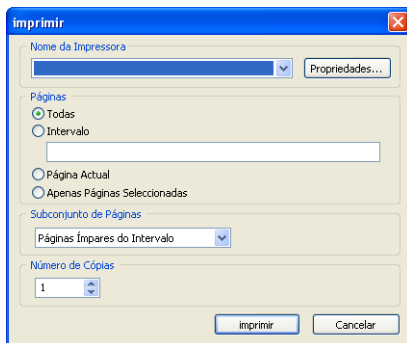 imprimir
Nome da Impressora
Propriedades...
Páginas
Todas
Intervalo
Página Actual
Apenas Páginas Seleccionadas
Subconjunto de Páginas
Páginas Ímpares do Intervalo
Número de Cópias
1
imprimir Cancelar